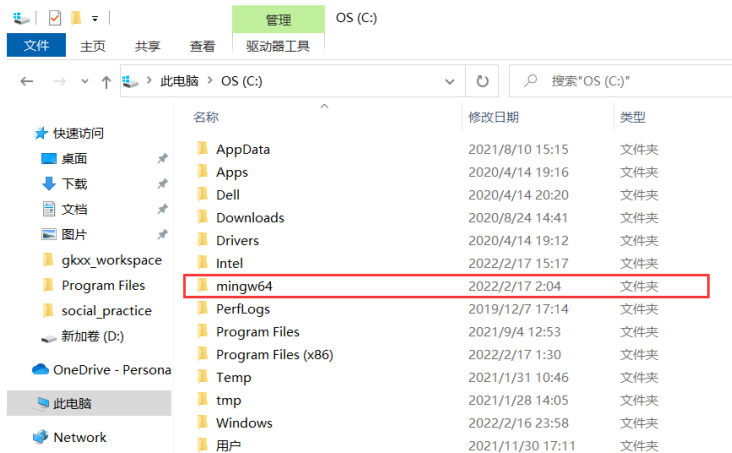 管理 OS (C:)
文件 主页 共享 查看 驱动器工具
此电脑 OS (C:) 搜索"OS (C:)"
名称 修改日期 类型
快速访问
桌面
下载
文档
图片
gkxx_workspace
Program Files
social_practice
新加卷 (D:)
OneDrive - Persona
此电脑
Network
AppData 2021/8/10 15:15 文件夹
Apps 2020/4/14 19:16 文件夹
Dell 2020/4/14 20:20 文件夹
Downloads 2020/8/24 14:41 文件夹
Drivers 2020/4/14 19:12 文件夹
Intel 2022/2/17 15:17 文件夹
mingw64 2022/2/17 2:04 文件夹
PerfLogs 2019/12/7 17:14 文件夹
Program Files 2021/9/4 12:53 文件夹
Program Files (x86) 2022/2/17 1:30 文件夹
Temp 2021/1/31 10:46 文件夹
tmp 2021/1/28 14:05 文件夹
Windows 2022/2/16 23:58 文件夹
用户 2021/11/30 17:11 文件夹